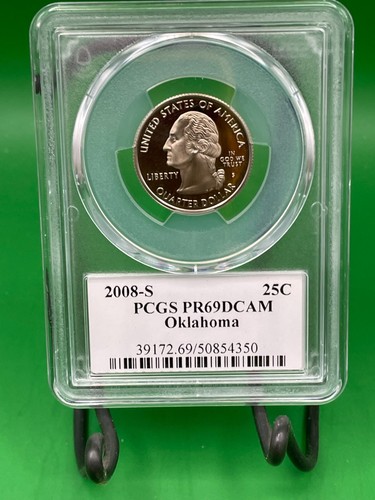 UNITED STATES OF AMERICA
IN
GOD WE
TRUST
LIBERTY
S
QUARTER DOLLAR
2008-S 25C
PCGS PR69DCAM
Oklahoma
39172.69/50854350